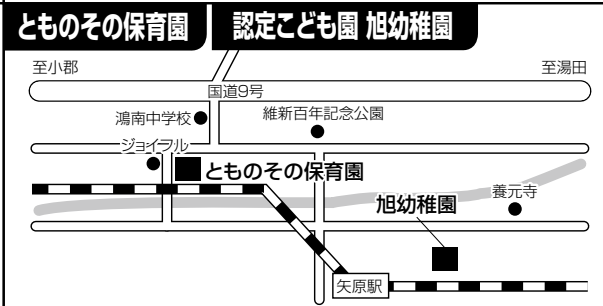 とものその保育園
認定こども園 旭幼稚園
至小郡
至湯田
国道9号
鴻南中学校
維新百年記念公園
ジョイフル
とものその保育園
養元寺
旭幼稚園
矢原駅